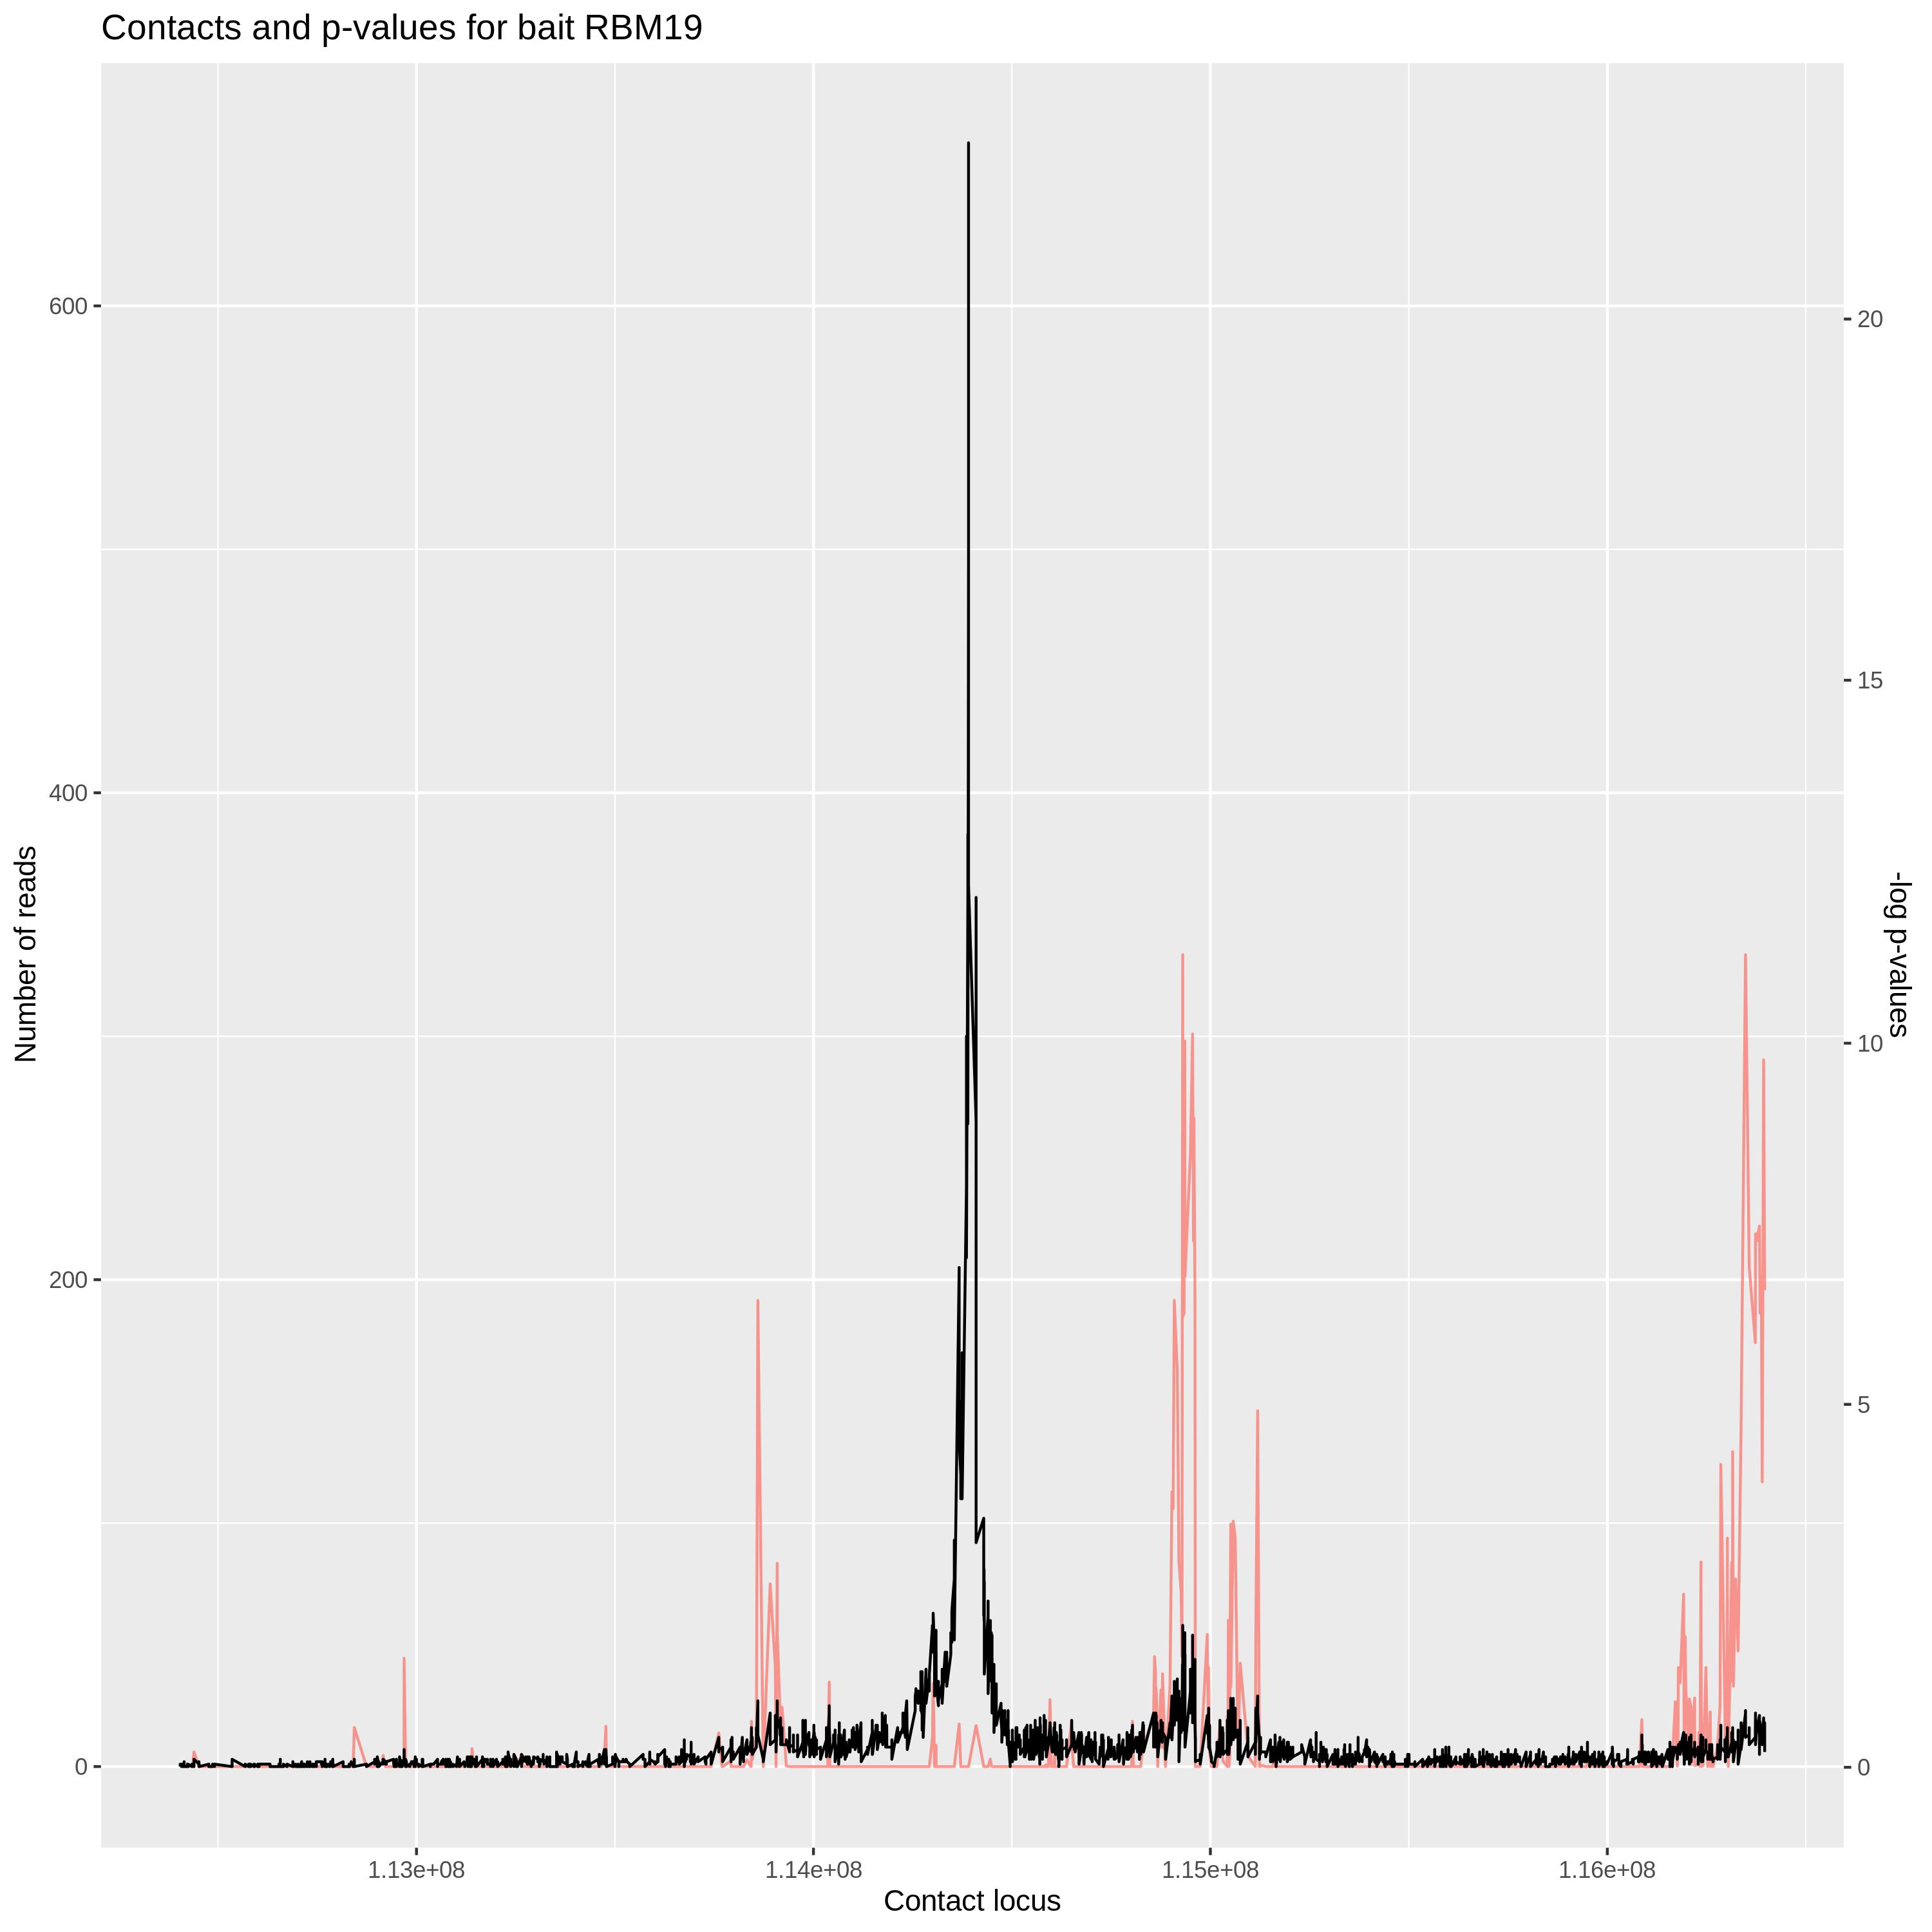 Contacts and p-values for bait RBM19
600
400
200
0
Number of reads
20
15
10
5
0
-log p-values
1.13e+08
1.14e+08
1.15e+08
1.16e+08
Contact locus